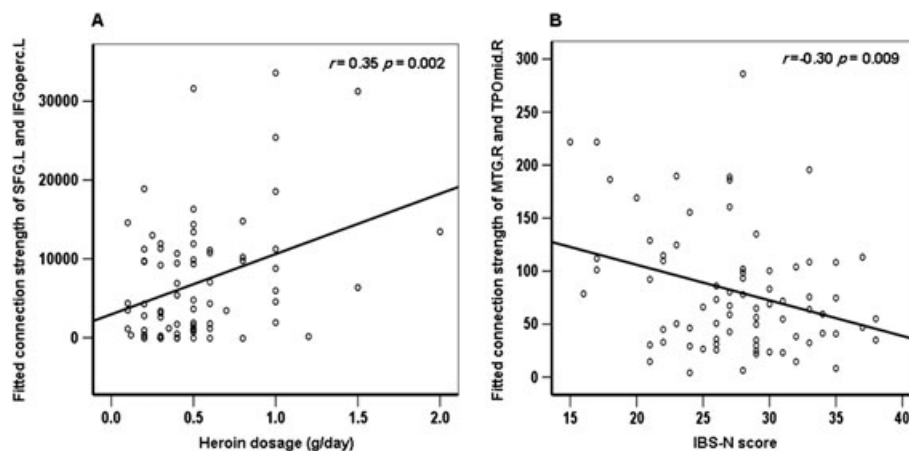 A
r = 0.35 p = 0.002
Fitted connection strength of SFG.L and IFGoperc.L
30000
20000
10000
0
0.0 0.5 1.0 1.5 2.0
Heroin dosage (g/day)
B
r=-0.30 p = 0.009
Fitted connection strength of MTG.R and TPOmid.R
300
250
200
150
100
50
0
15 20 25 30 35 40
IBS-N score